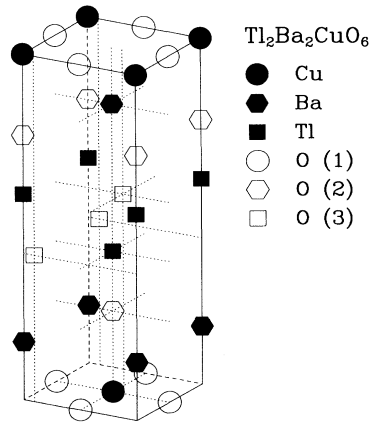 Tl₂Ba₂CuO₆
Cu
Ba
Tl
O (1)
O (2)
O (3)